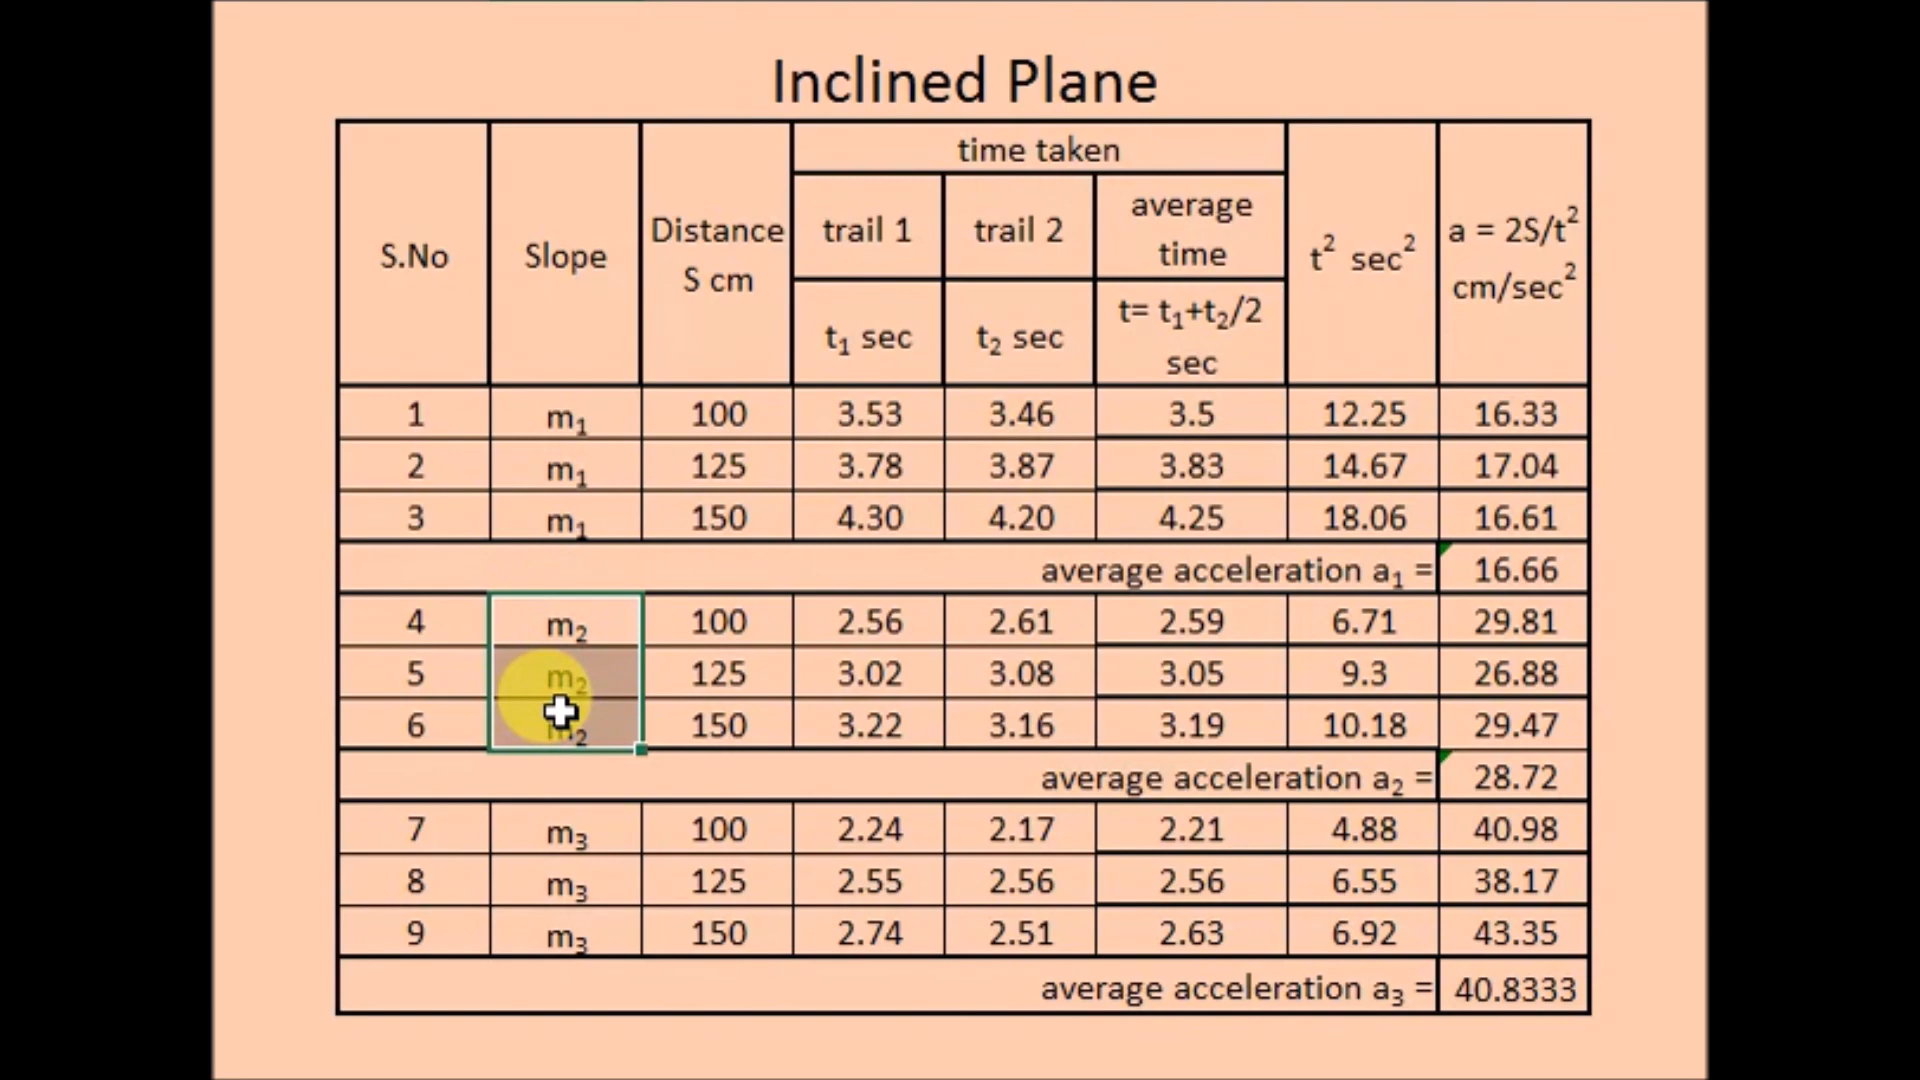 Inclined Plane
S.No Slope Distance S cm time taken t² sec² a = 2S/t² cm/sec²
trail 1 trail 2 average time
t₁ sec t₂ sec t= t₁+t₂/2 sec
1 m₁ 100 3.53 3.46 3.5 12.25 16.33
2 m₁ 125 3.78 3.87 3.83 14.67 17.04
3 m₁ 150 4.30 4.20 4.25 18.06 16.61
average acceleration a₁ = 16.66
4 m₂ 100 2.56 2.61 2.59 6.71 29.81
5 m₂ 125 3.02 3.08 3.05 9.3 26.88
6 m₂ 150 3.22 3.16 3.19 10.18 29.47
average acceleration a₂ = 28.72
7 m₃ 100 2.24 2.17 2.21 4.88 40.98
8 m₃ 125 2.55 2.56 2.56 6.55 38.17
9 m₃ 150 2.74 2.51 2.63 6.92 43.35
average acceleration a₃ = 40.8333